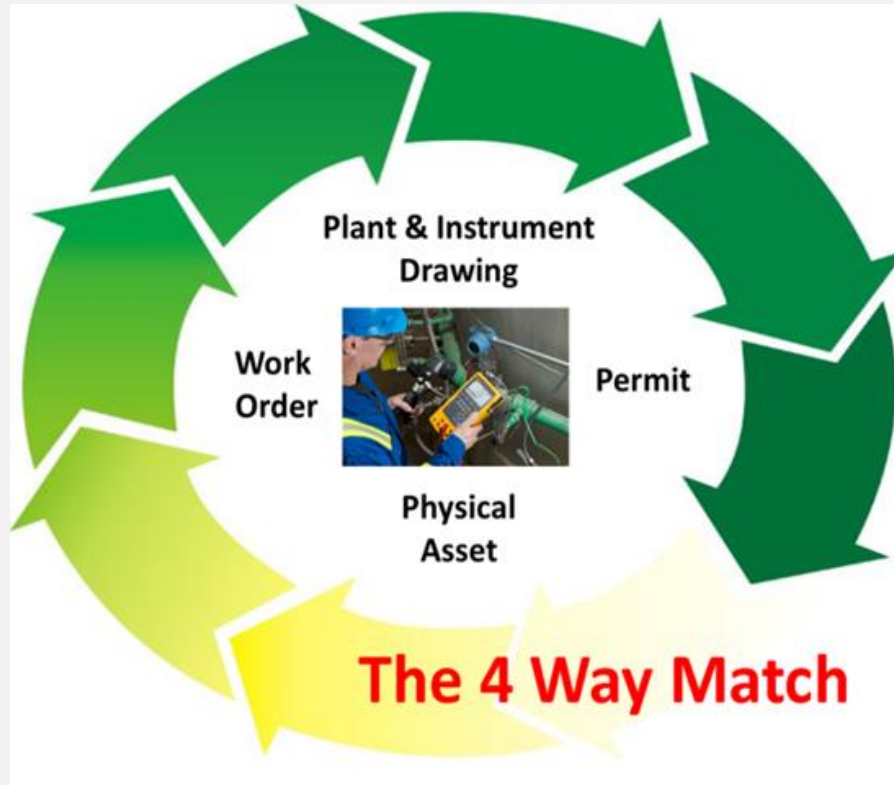 Plant & Instrument
Drawing
Work
Order
Permit
Physical
Asset
The 4 Way Match